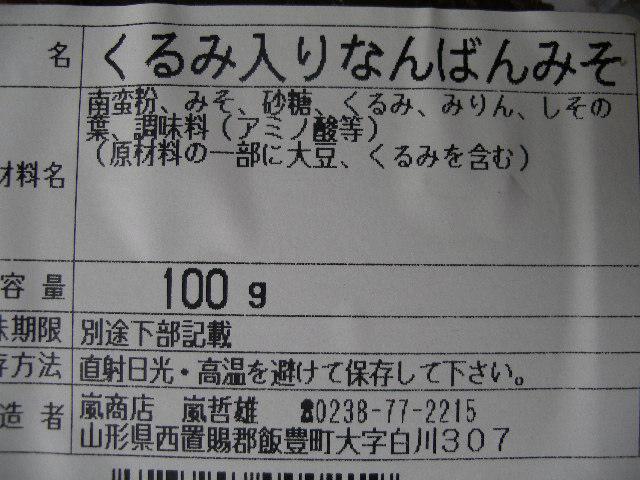 名 くるみ入りなんばんみそ
南蛮粉、みそ、砂糖、くるみ、みりん、しその
葉、調味料(アミノ酸等)
材料名 (原材料の一部に大豆、くるみを含む)
容量 100g
味期限 別途下部記載
存方法 直射日光・高温を避けて保存して下さい。
造者 嵐商店 嵐哲雄 ☎0238-77-2215
山形県西置賜郡飯豊町大字白川307